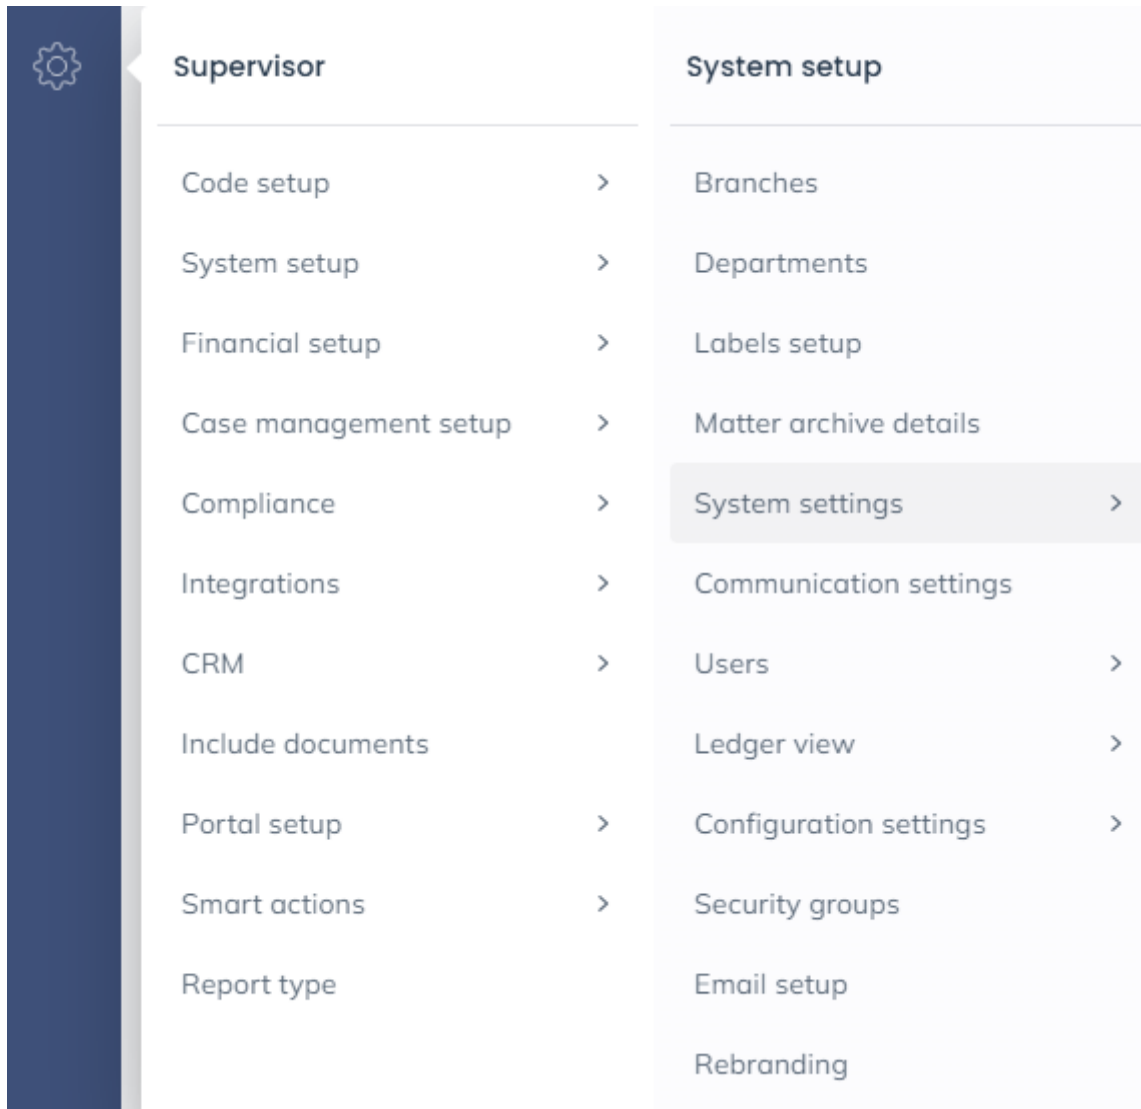 Supervisor
Code setup
System setup
Financial setup
Case management setup
Compliance
Integrations
CRM
Include documents
Portal setup
Smart actions
Report type
System setup
Branches
Departments
Labels setup
Matter archive details
System settings
Communication settings
Users
Ledger view
Configuration settings
Security groups
Email setup
Rebranding